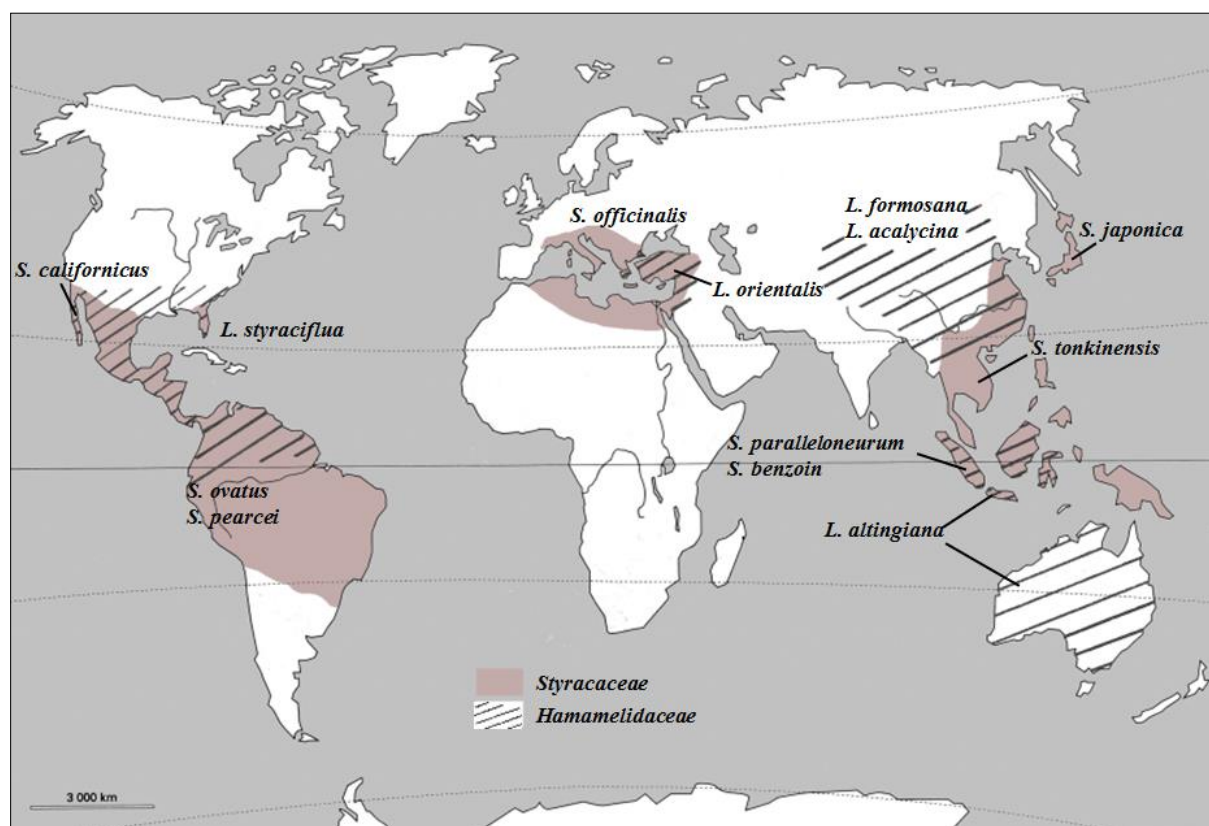 S. officinalis
L. formosana
L. acalycina
S. japonica
S. californicus
L. orientalis
L. styraciflua
S. tonkinensis
S. paralleloneurum
S. benzoin
S. ovatus
S. pearcei
L. altingiana
Styracaceae
Hamamelidaceae
3 000 km